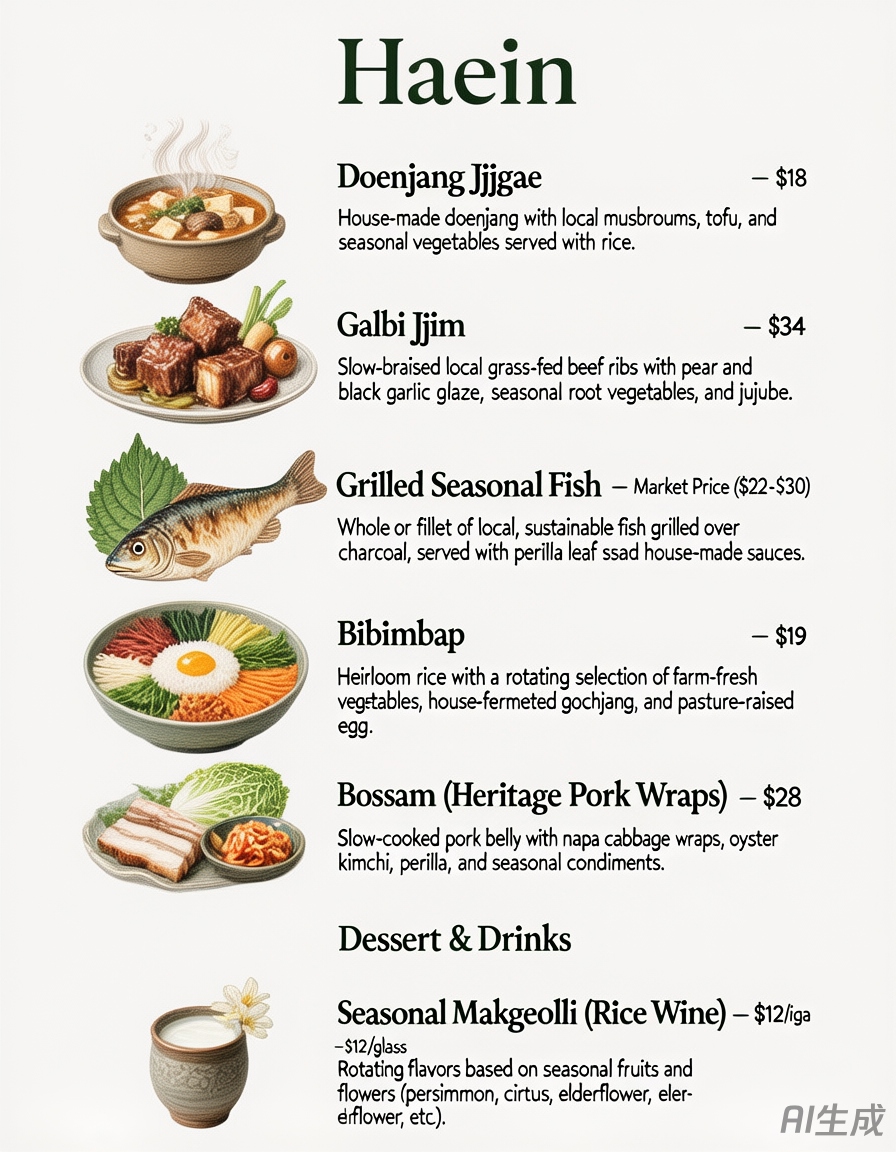 Haein
Doenjang Jjjgae — $18
House-made doenjang with local musbroums, tofu, and
seasonal vegetables served with rice.
Galbi Jjim — $34
Slow-braised local grass-fed beef ribs with pear and
black garlic glaze, seasonal root vegetables, and jujube.
Grilled Seasonal Fish — Market Price ($22-$30)
Whole or fillet of local, sustainable fish grilled over
charcoal, served with perilla leaf ssad house-made sauces.
Bibimbap — $19
Heirloom rice with a rotating selection of farm-fresh
vegstables, house-fermeted gochjang, and pasture-raised
egg.
Bossam (Heritage Pork Wraps) — $28
Slow-cooked pork belly with napa cabbage wraps, oyster
kimchi, perilla, and seasonal condiments.
Dessert & Drinks
Seasonal Makgeolli (Rice Wine) — $12/iga
—$12/glass
Rotating flavors based on seasonal fruits and
flowers (persimmon, cirtus, elderflower, eler-
dflower, etc).
AI生成